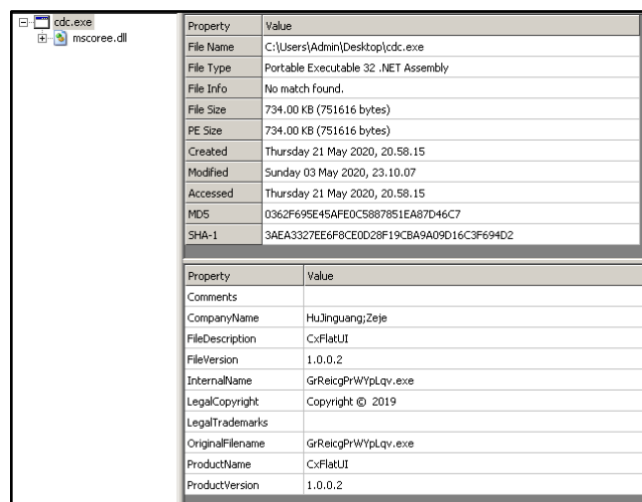 cdc.exe
mscoree.dll
Property Value
File Name C:\Users\Admin\Desktop\cdc.exe
File Type Portable Executable 32 .NET Assembly
File Info No match found.
File Size 734.00 KB (751616 bytes)
PE Size 734.00 KB (751616 bytes)
Created Thursday 21 May 2020, 20.58.15
Modified Sunday 03 May 2020, 23.10.07
Accessed Thursday 21 May 2020, 20.58.15
MD5 0362F695E45AFE0C5887851EA87D46C7
SHA-1 3AEA3327EE6F8CE0D28F19CBA9A09D16C3F694D2
Property Value
Comments
CompanyName HuJinguang;Zeje
FileDescription CxFlatUI
FileVersion 1.0.0.2
InternalName GrReicgPrWYpLqv.exe
LegalCopyright Copyright © 2019
LegalTrademarks
OriginalFilename GrReicgPrWYpLqv.exe
ProductName CxFlatUI
ProductVersion 1.0.0.2